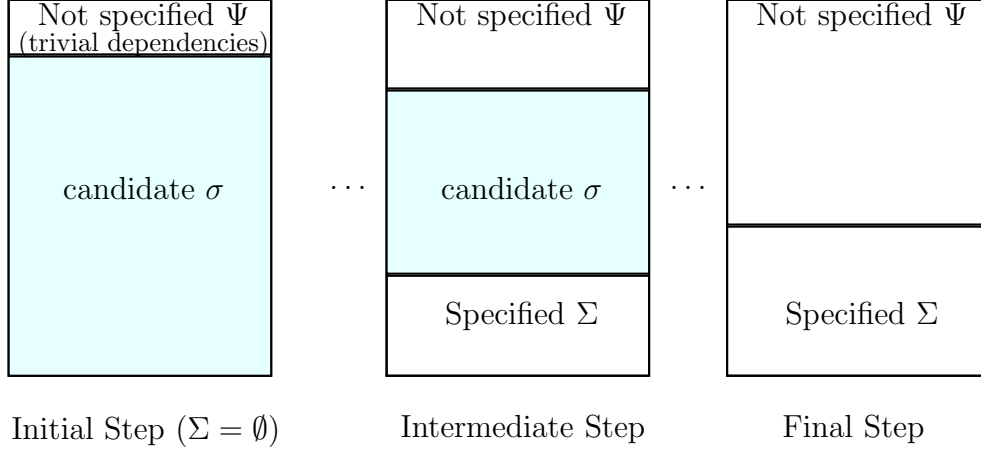 Not specified Ψ
(trivial dependencies)
candidate σ
Initial Step (Σ = ∅)
···
Not specified Ψ
candidate σ
Specified Σ
Intermediate Step
···
Not specified Ψ
Specified Σ
Final Step